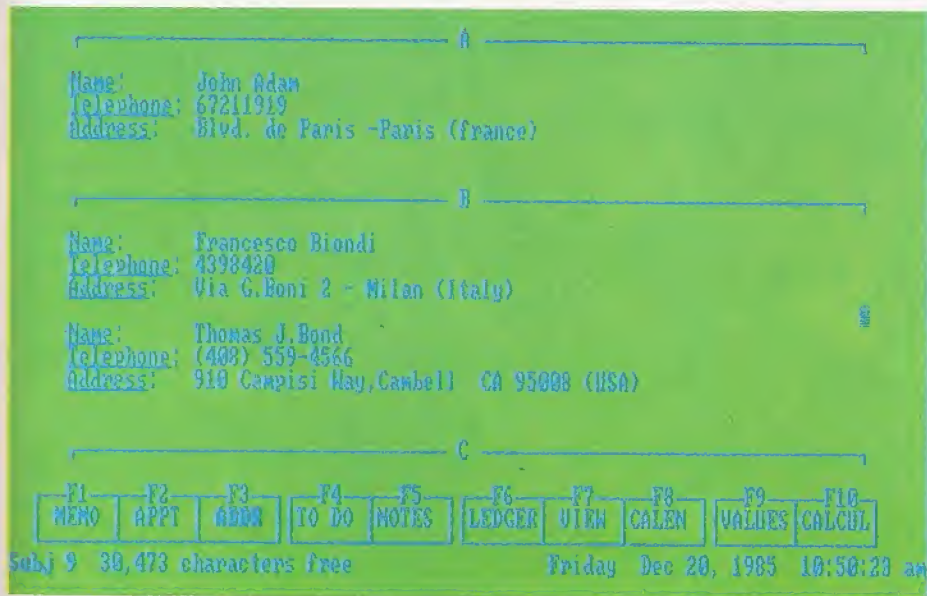 A
Name: John Adam
Telephone: 67211919
Address: Blvd. de Paris -Paris (france)
B
Name: Francesco Biondi
Telephone: 4398420
Address: Via G.Boni 2 - Milan (Italy)
Name: Thomas J.Bond
Telephone: (408) 559-4566
Address: 910 Campisi Way,Cambell CA 95008 (USA)
C
F1 F2 F3 F4 F5 F6 F7 F8 F9 F10
MEMO APPT ADDR TO DO NOTES LEDGER VIEW CALEN VALUES CALCUL
Subj 9 30,473 characters free Friday Dec 20, 1985 10:50:23 am